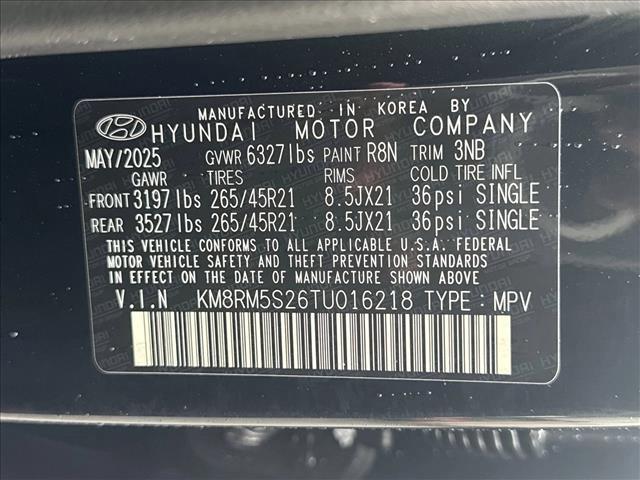 MANUFACTURED IN KOREA BY
HYUNDAI MOTOR COMPANY
MAY/2025 GVWR 6327lbs PAINT R8N TRIM 3NB
GAWR TIRES RIMS COLD TIRE INFL
FRONT 3197lbs 265/45R21 8.5JX21 36psi SINGLE
REAR 3527lbs 265/45R21 8.5JX21 36psi SINGLE
THIS VEHICLE CONFORMS TO ALL APPLICABLE U.S.A. FEDERAL
MOTOR VEHICLE SAFETY AND THEFT PREVENTION STANDARDS
IN EFFECT ON THE DATE OF MANUFACTURE SHOWN ABOVE.
V.I.N KM8RM5S26TU016218 TYPE : MPV